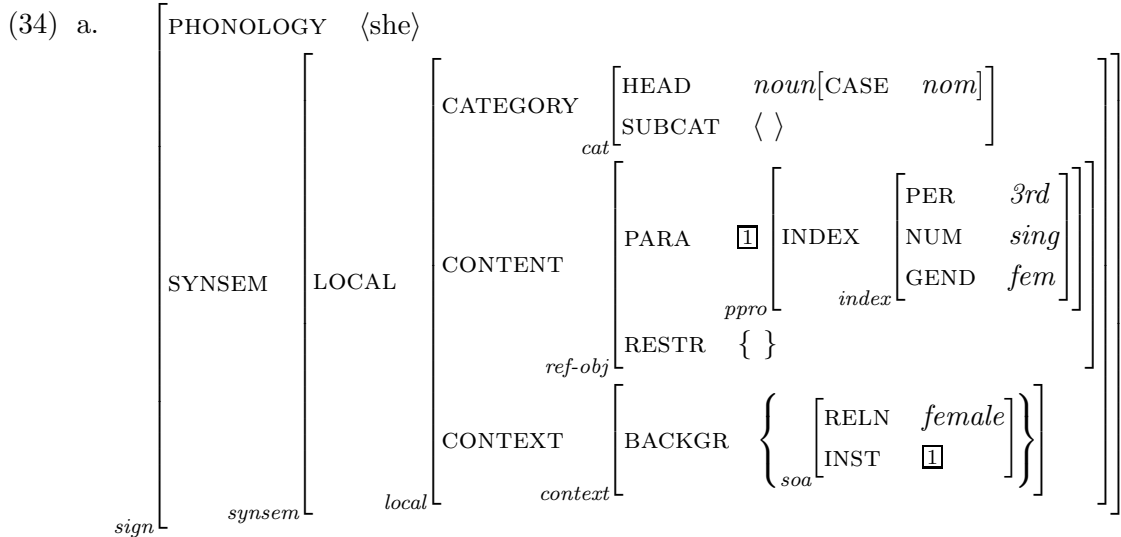 (34) a. PHONOLOGY ⟨she⟩
HEAD noun[CASE nom]
CATEGORY
SUBCAT ⟨ ⟩
cat
PER 3rd
PARA 1 INDEX NUM sing
CONTENT
GEND fem
SYNSEM LOCAL
ppro index
RESTR { }
ref-obj
RELN female
CONTEXT BACKGR
INST 1
soa
context
local
synsem
sign